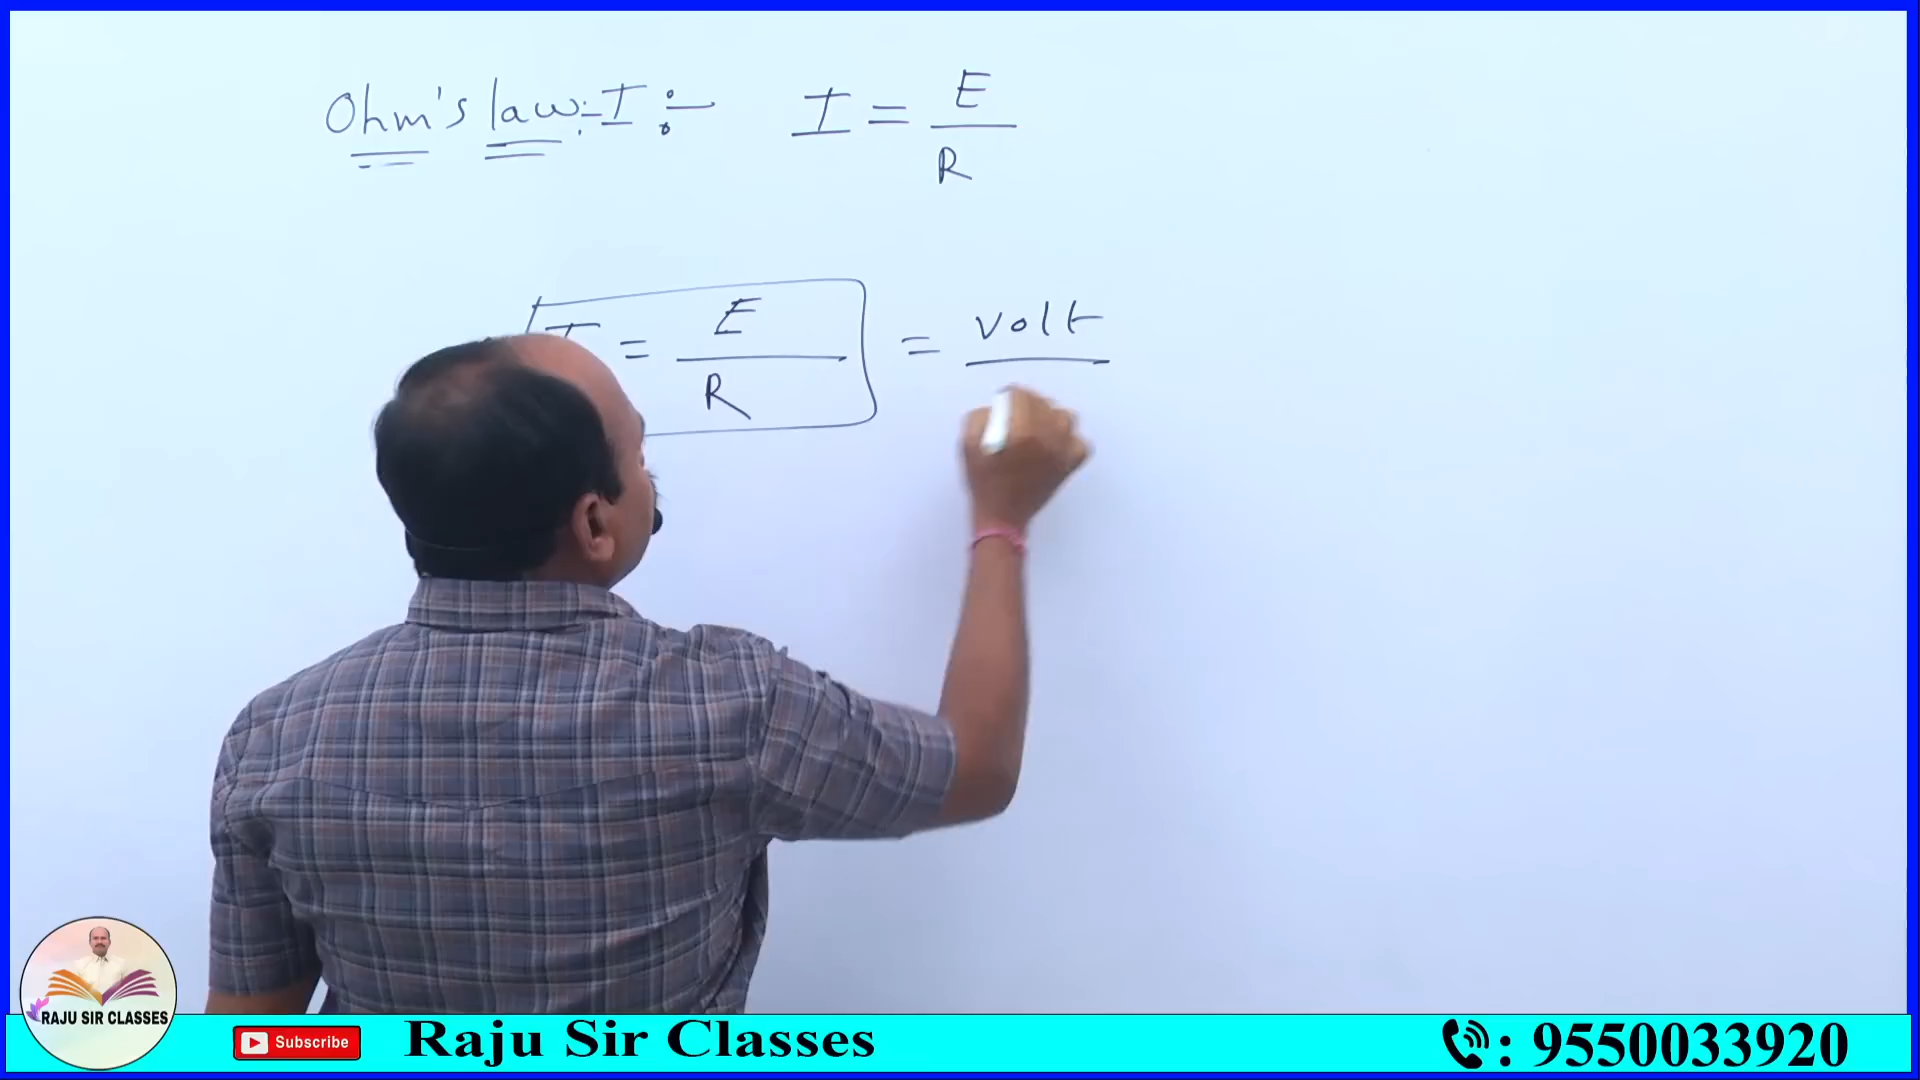 Ohm's law:-I :- I = E/R
I = E/R = volt
RAJU SIR CLASSES
Subscribe
Raju Sir Classes
: 9550033920